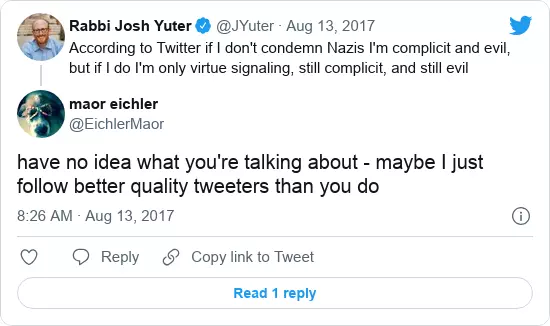 Rabbi Josh Yuter @JYuter · Aug 13, 2017
According to Twitter if I don't condemn Nazis I'm complicit and evil,
but if I do I'm only virtue signaling, still complicit, and still evil
maor eichler
@EichlerMaor
have no idea what you're talking about - maybe I just
follow better quality tweeters than you do
8:26 AM · Aug 13, 2017
Reply Copy link to Tweet
Read 1 reply